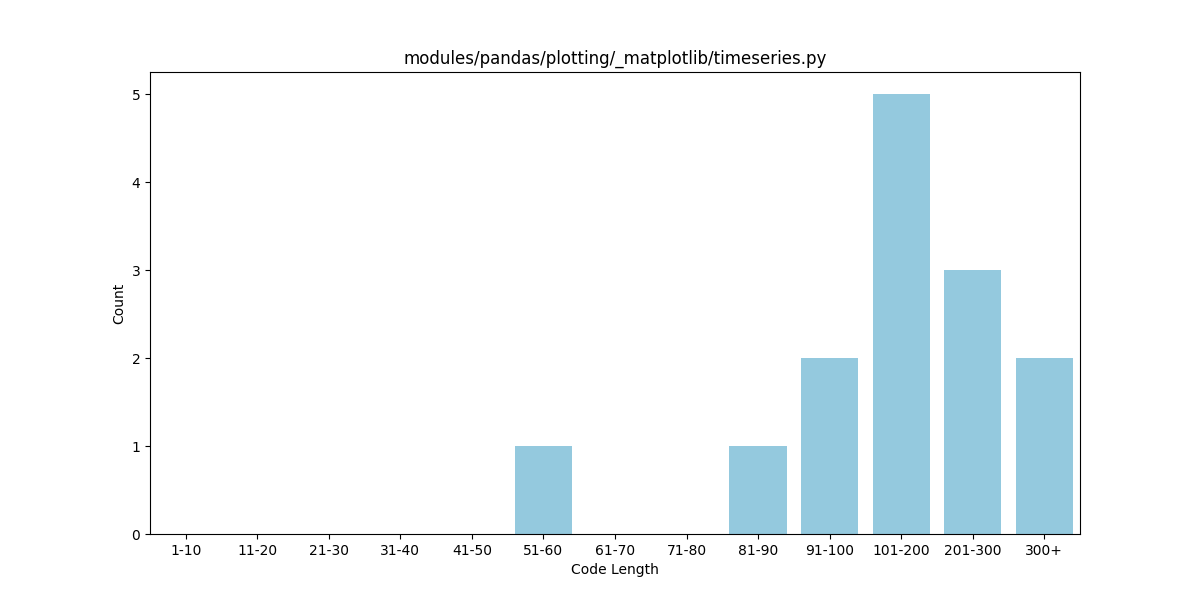 modules/pandas/plotting/_matplotlib/timeseries.py
5
4
3
2
1
0
Count
1-10 11-20 21-30 31-40 41-50 51-60 61-70 71-80 81-90 91-100 101-200 201-300 300+
Code Length